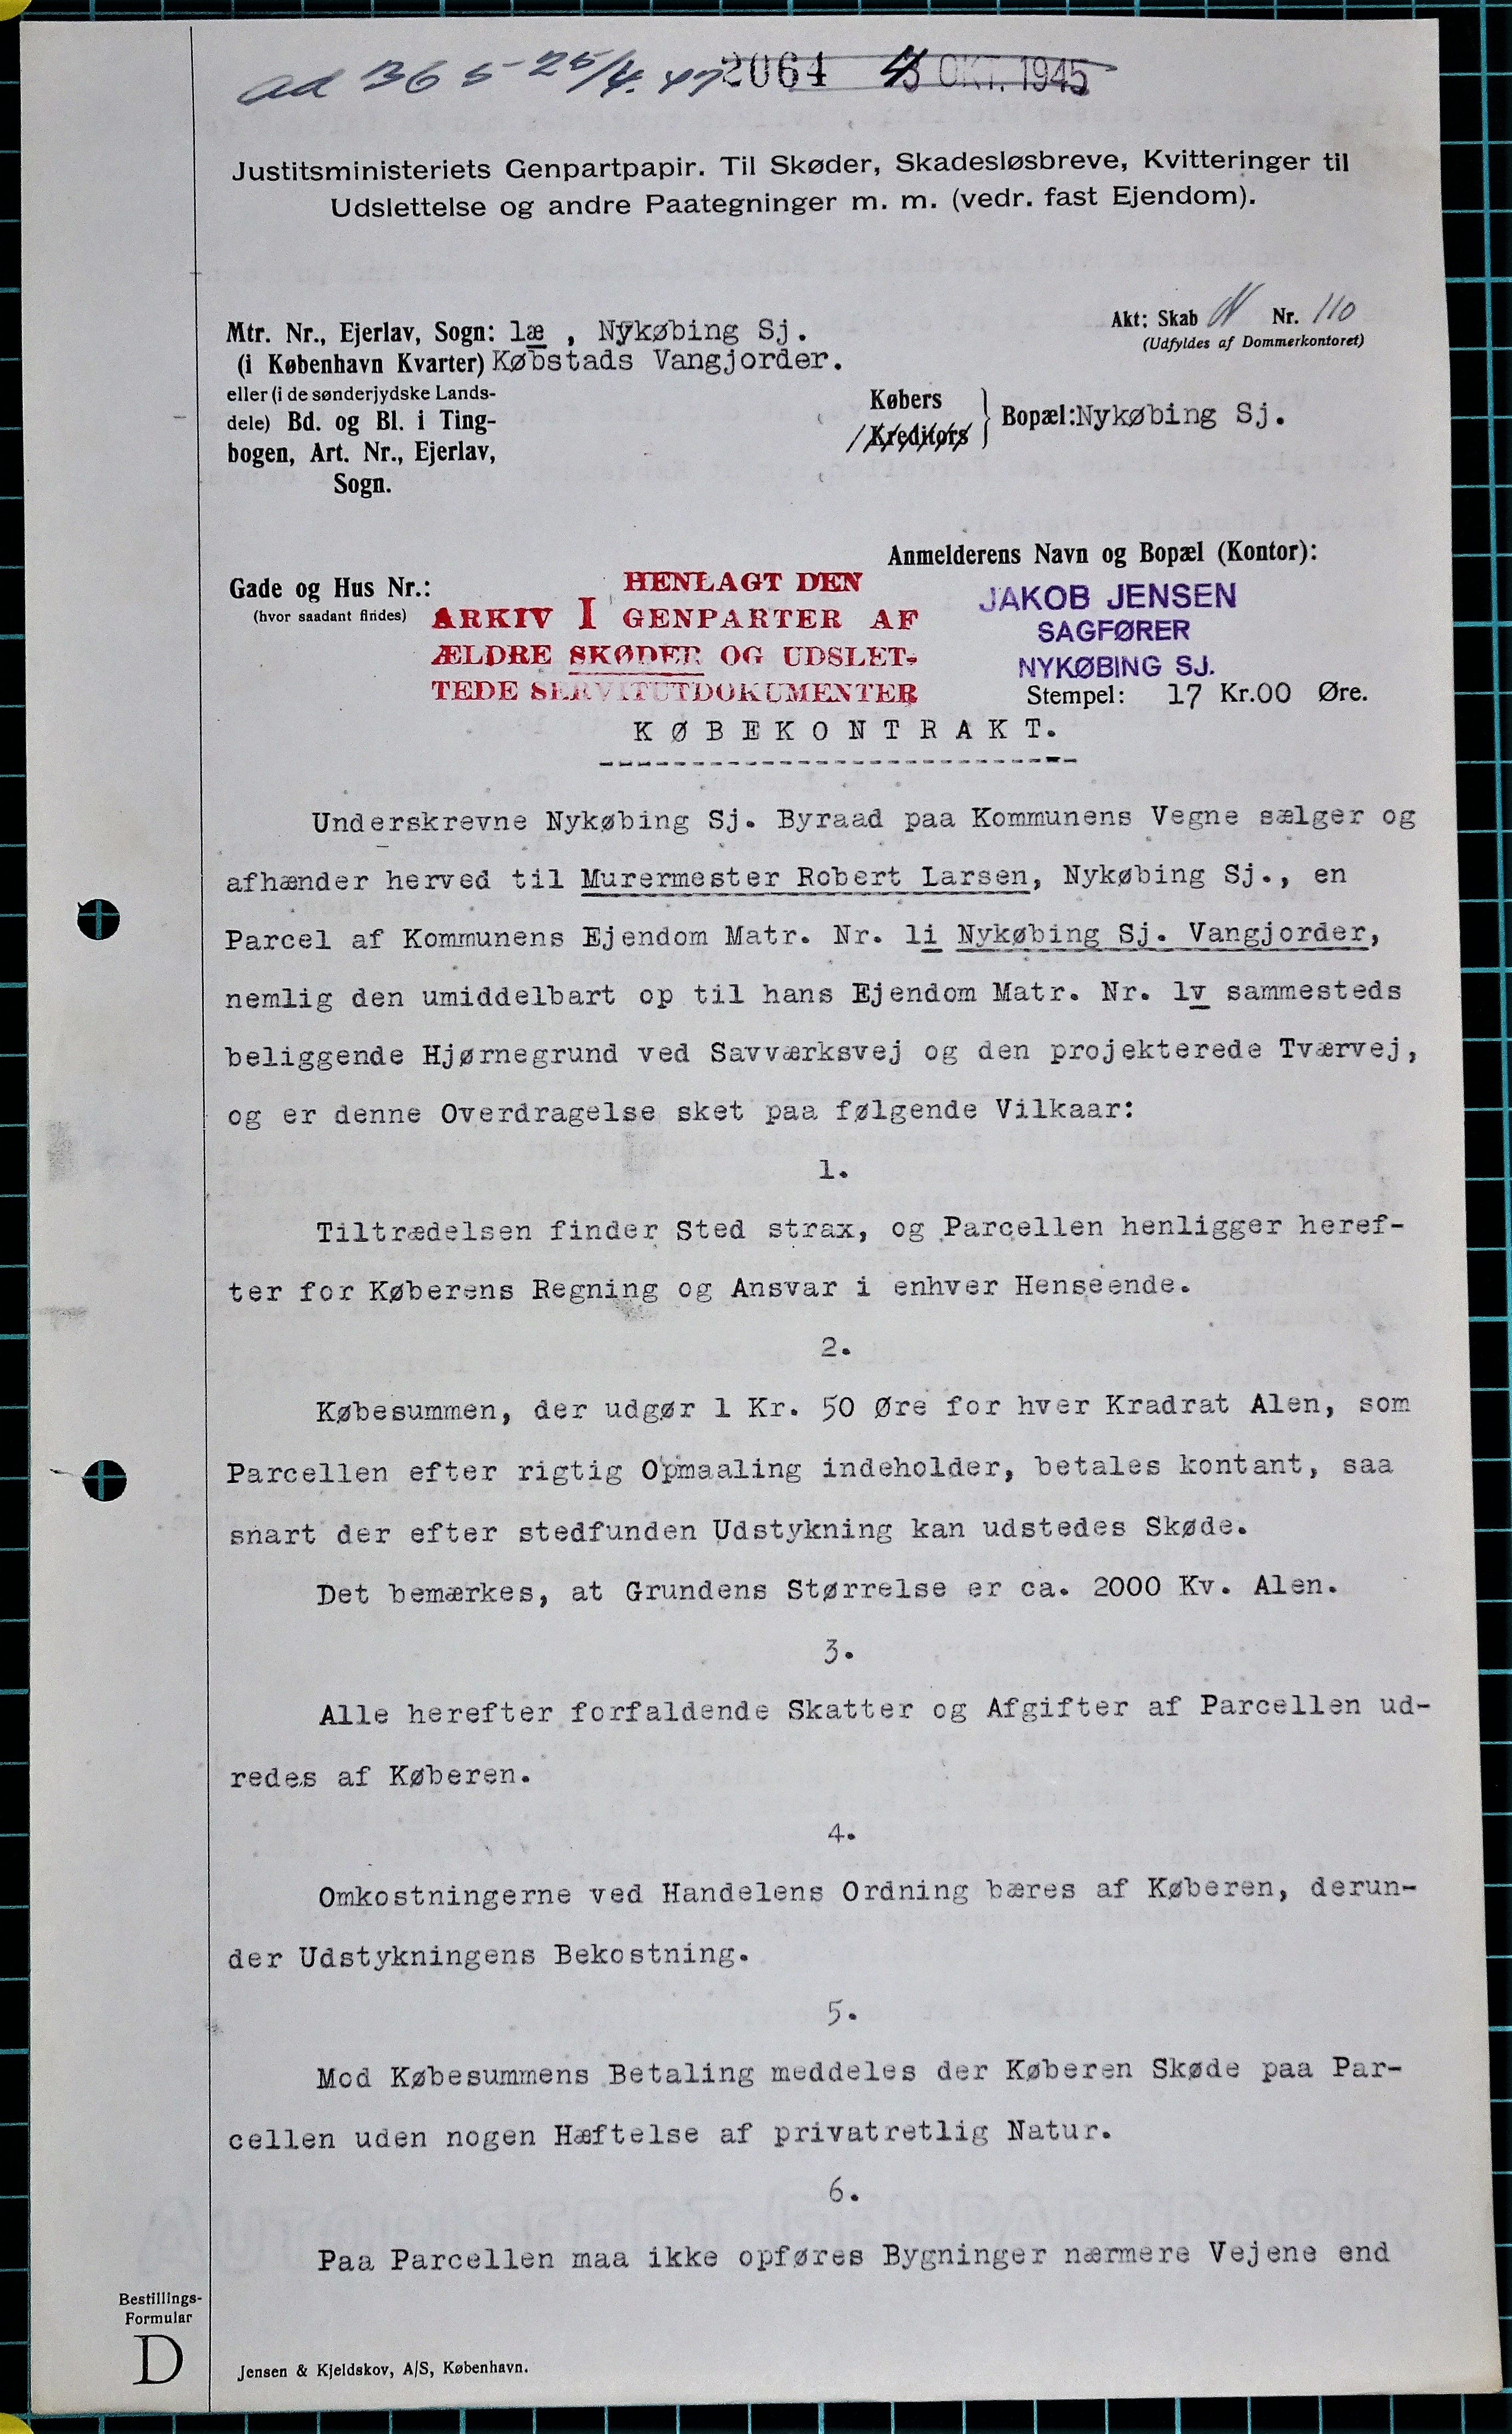 ad 365 - 25/4. 47 2064 4 OKT. 1945
Justitsministeriets Genpartpapir. Til Skøder, Skadesløsbreve, Kvitteringer til
Udslettelse og andre Paategninger m. m. (vedr. fast Ejendom).
Akt: Skab N Nr. 110
(Udfyldes af Dommerkontoret)
Mtr. Nr., Ejerlav, Sogn: 1æ , Nykøbing Sj.
(i København Kvarter) Købstads Vangjorder.
eller (i de sønderjydske Lands-
dele) Bd. og Bl. i Ting-
bogen, Art. Nr., Ejerlav,
Sogn.
Købers
Kreditors
Bopæl: Nykøbing Sj.
Gade og Hus Nr.:
(hvor saadant findes)
HENLAGT DEN
ARKIV I GENPARTER AF
ÆLDRE SKØDER OG UDSLET-
TEDE SERVITUTDOKUMENTER
Anmelderens Navn og Bopæl (Kontor):
JAKOB JENSEN
SAGFØRER
NYKØBING SJ.
Stempel: 17 Kr.00 Øre.
KØBEKONTRAKT.
Underskrevne Nykøbing Sj. Byraad paa Kommunens Vegne sælger og
afhænder herved til Murermester Robert Larsen, Nykøbing Sj., en
Parcel af Kommunens Ejendom Matr. Nr. 1i Nykøbing Sj. Vangjorder,
nemlig den umiddelbart op til hans Ejendom Matr. Nr. 1v sammesteds
beliggende Hjørnegrund ved Savværksvej og den projekterede Tværvej,
og er denne Overdragelse sket paa følgende Vilkaar:
1.
Tiltrædelsen finder Sted strax, og Parcellen henligger heref-
ter for Køberens Regning og Ansvar i enhver Henseende.
2.
Købesummen, der udgør 1 Kr. 50 Øre for hver Kradrat Alen, som
Parcellen efter rigtig Opmaaling indeholder, betales kontant, saa
snart der efter stedfunden Udstykning kan udstedes Skøde.
Det bemærkes, at Grundens Størrelse er ca. 2000 Kv. Alen.
3.
Alle herefter forfaldende Skatter og Afgifter af Parcellen ud-
redes af Køberen.
4.
Omkostningerne ved Handelens Ordning bæres af Køberen, derun-
der Udstykningens Bekostning.
5.
Mod Købesummens Betaling meddeles der Køberen Skøde paa Par-
cellen uden nogen Hæftelse af privatretlig Natur.
6.
Paa Parcellen maa ikke opføres Bygninger nærmere Vejene end
Bestillings-
Formular
D
Jensen & Kjeldskov, A/S, København.